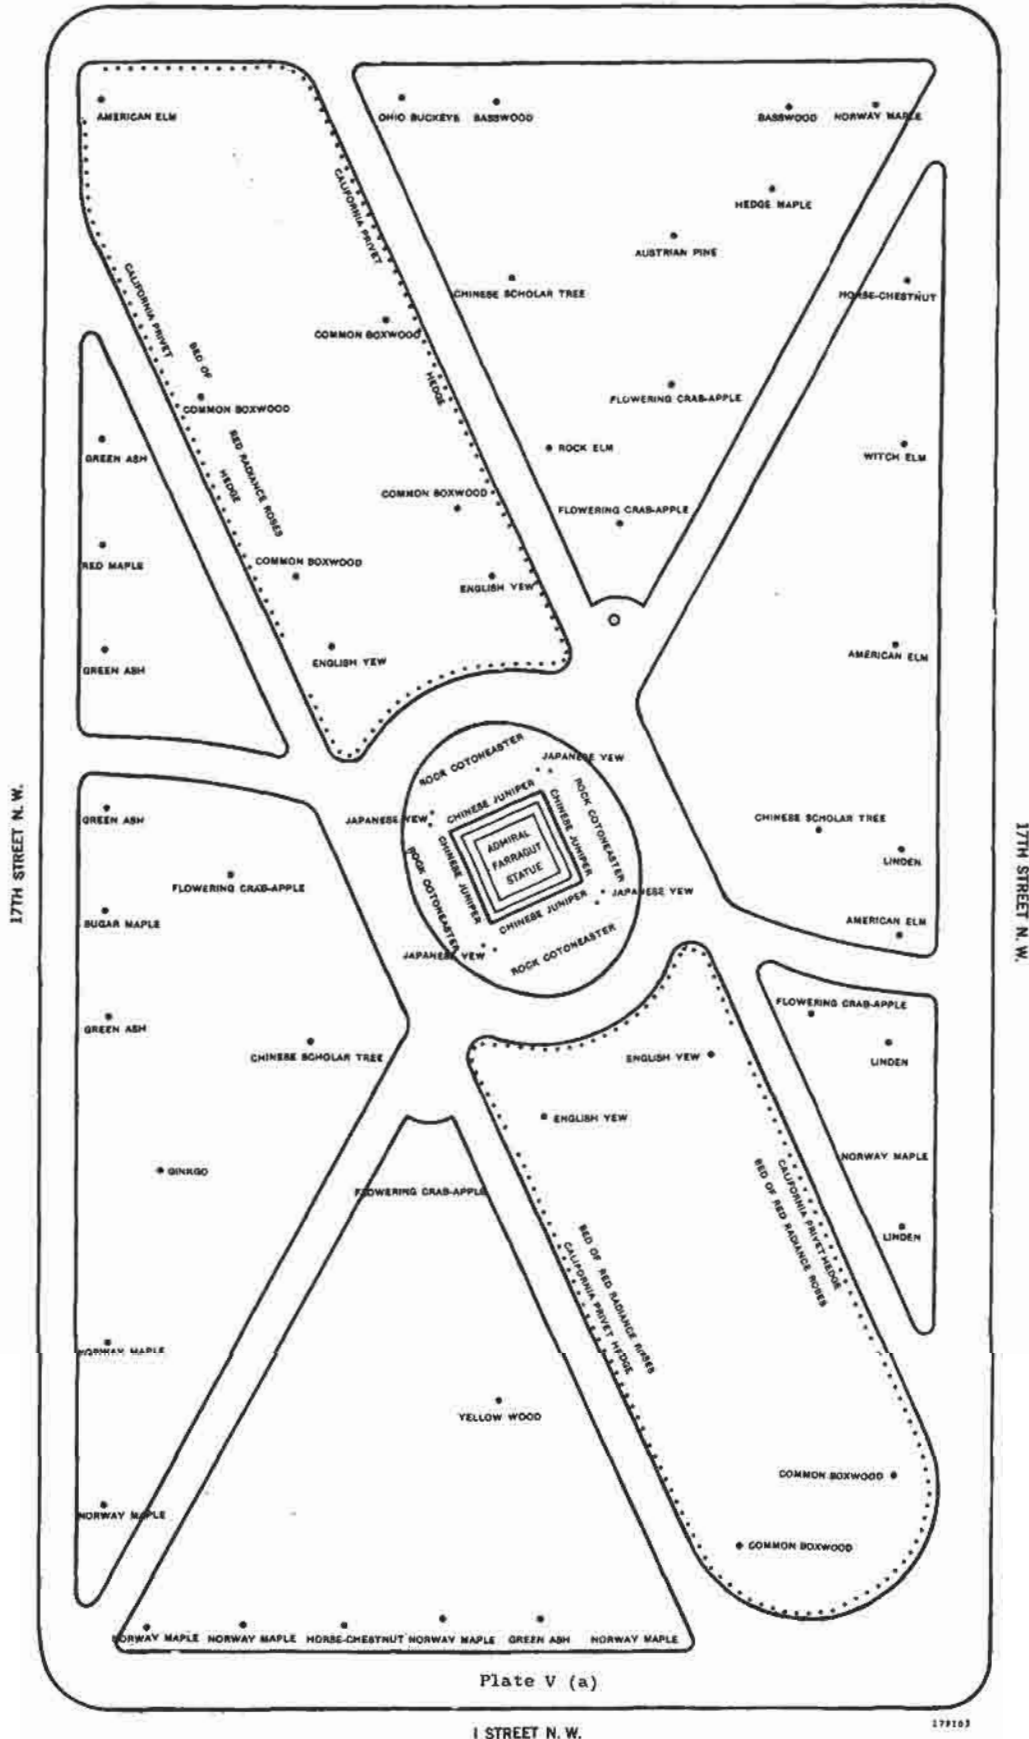 AMERICAN ELM
OHIO BUCKEYE
BASSWOOD
BASSWOOD
NORWAY MAPLE
HEDGE MAPLE
AUSTRIAN PINE
CHINESE SCHOLAR TREE
HORSE-CHESTNUT
CALIFORNIA PRIVET
HEDGE
CALIFORNIA PRIVET
HEDGE
COMMON BOXWOOD
BED OF
RED RADIANCE ROSES
COMMON BOXWOOD
FLOWERING CRAB-APPLE
GREEN ASH
ROCK ELM
WITCH ELM
COMMON BOXWOOD
FLOWERING CRAB-APPLE
RED MAPLE
COMMON BOXWOOD
ENGLISH YEW
GREEN ASH
ENGLISH YEW
AMERICAN ELM
ROCK COTONEASTER
JAPANESE YEW
CHINESE JUNIPER
ROCK COTONEASTER
CHINESE JUNIPER
JAPANESE YEW
ADMIRAL
FARRAGUT
STATUE
CHINESE JUNIPER
ROCK COTONEASTER
CHINESE JUNIPER
JAPANESE YEW
JAPANESE YEW
ROCK COTONEASTER
17TH STREET N. W.
17TH STREET N. W.
GREEN ASH
CHINESE SCHOLAR TREE
LINDEN
FLOWERING CRAB-APPLE
SUGAR MAPLE
AMERICAN ELM
FLOWERING CRAB-APPLE
GREEN ASH
CHINESE SCHOLAR TREE
ENGLISH YEW
LINDEN
ENGLISH YEW
GINKGO
NORWAY MAPLE
FLOWERING CRAB-APPLE
CALIFORNIA PRIVET HEDGE
BED OF RED RADIANCE ROSES
LINDEN
BED OF RED RADIANCE ROSES
CALIFORNIA PRIVET HEDGE
NORWAY MAPLE
YELLOW WOOD
COMMON BOXWOOD
NORWAY MAPLE
COMMON BOXWOOD
NORWAY MAPLE
NORWAY MAPLE
HORSE-CHESTNUT
NORWAY MAPLE
GREEN ASH
NORWAY MAPLE
Plate V (a)
I STREET N. W.